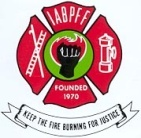 IABPFF
FOUNDED
1970
KEEP THE FIRE BURNING FOR JUSTICE